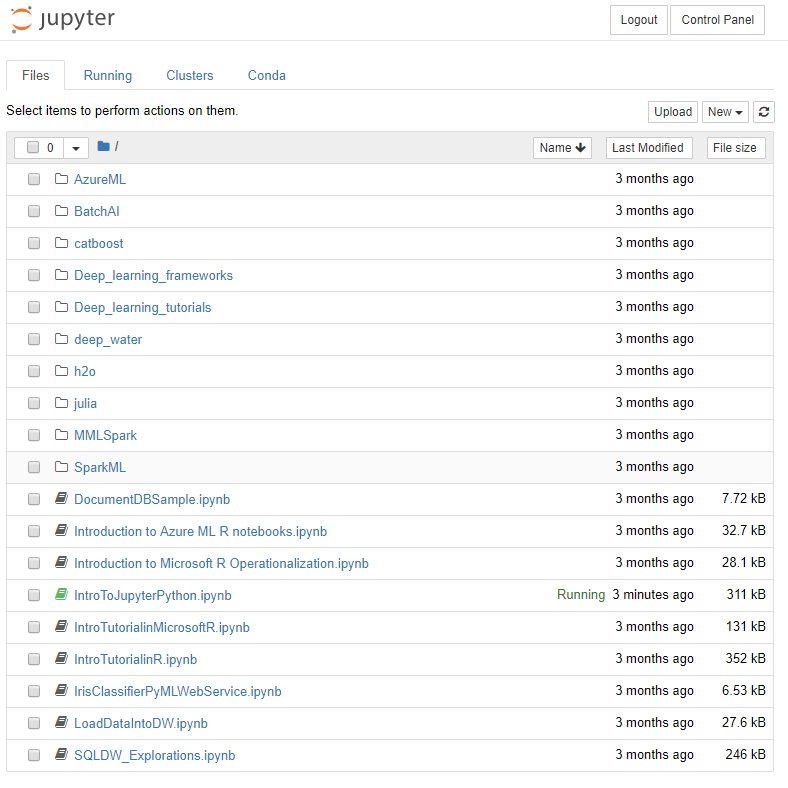 jupyter Logout Control Panel
Files Running Clusters Conda
Select items to perform actions on them. Upload New
0 / Name Last Modified File size
AzureML 3 months ago
BatchAI 3 months ago
catboost 3 months ago
Deep_learning_frameworks 3 months ago
Deep_learning_tutorials 3 months ago
deep_water 3 months ago
h2o 3 months ago
julia 3 months ago
MMLSpark 3 months ago
SparkML 3 months ago
DocumentDBSample.ipynb 3 months ago 7.72 kB
Introduction to Azure ML R notebooks.ipynb 3 months ago 32.7 kB
Introduction to Microsoft R Operationalization.ipynb 3 months ago 28.1 kB
IntroToJupyterPython.ipynb Running 3 minutes ago 311 kB
IntroTutorialinMicrosoftR.ipynb 3 months ago 131 kB
IntroTutorialinR.ipynb 3 months ago 352 kB
IrisClassifierPyMLWebService.ipynb 3 months ago 6.53 kB
LoadDataIntoDW.ipynb 3 months ago 27.6 kB
SQLDW_Explorations.ipynb 3 months ago 246 kB